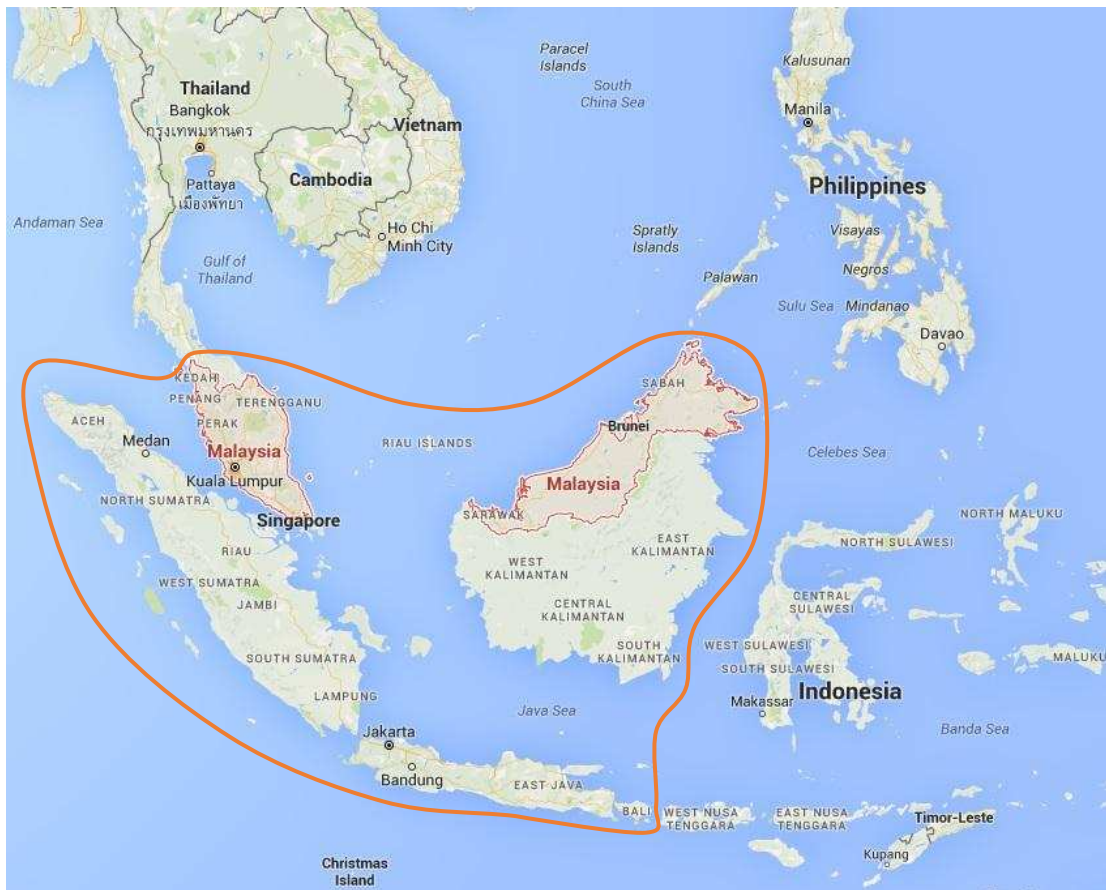 Paracel
Islands
South
China Sea
Kalusunan
Thailand
Bangkok
กรุงเทพมหานคร
Manila
Vietnam
Pattaya
เมืองพัทยา
Cambodia
Philippines
Andaman Sea
Ho Chi
Minh City
Spratly
Islands
Visayas
Gulf of
Thailand
Palawan
Negros
Sulu Sea
Mindanao
Davao
KEDAH
PENANG
TERENGGANU
SABAH
ACEH
PERAK
Brunei
Medan
Malaysia
RIAU ISLANDS
Celebes Sea
Kuala Lumpur
Malaysia
NORTH SUMATRA
Singapore
SARAWAK
NORTH MALUKU
EAST
KALIMANTAN
NORTH SULAWESI
RIAU
WEST
KALIMANTAN
WEST SUMATRA
JAMBI
CENTRAL
KALIMANTAN
CENTRAL
SULAWESI
SOUTH
KALIMANTAN
WEST SULAWESI
SOUTH SUMATRA
SOUTH SULAWESI
MALUKU
LAMPUNG
Indonesia
Makassar
Java Sea
Banda Sea
Jakarta
Bandung
EAST JAVA
BALI
WEST NUSA
TENGGARA
EAST NUSA
TENGGARA
Timor-Leste
Kupang
Christmas
Island